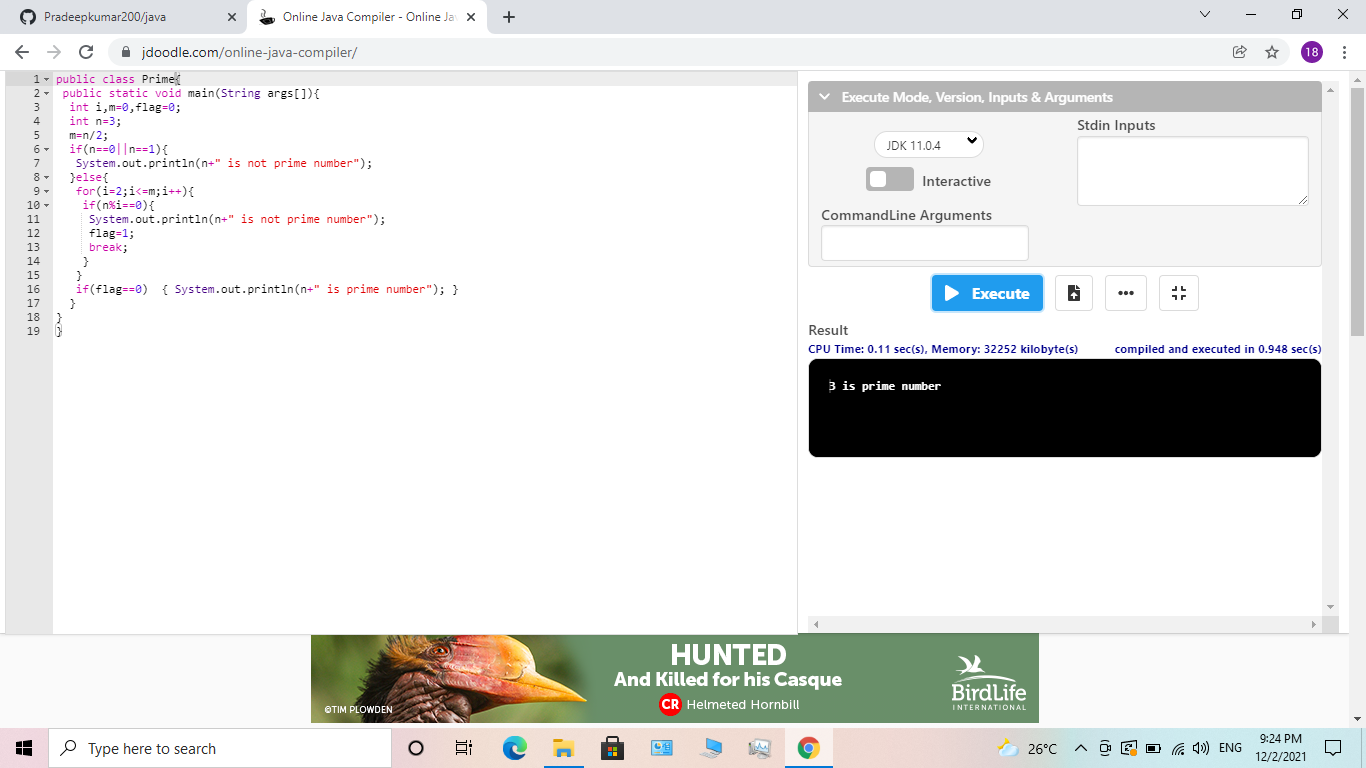 Pradeepkumar200/java
Online Java Compiler - Online Ja
jdoodle.com/online-java-compiler/
18
1 public class Prime{
2 public static void main(String args[]){
3 int i,m=0,flag=0;
4 int n=3;
5 m=n/2;
6 if(n==0||n==1){
7 System.out.println(n+" is not prime number");
8 }else{
9 for(i=2;i<=m;i++){
10 if(n%i==0){
11 System.out.println(n+" is not prime number");
12 flag=1;
13 break;
14 }
15 }
16 if(flag==0)  { System.out.println(n+" is prime number"); }
17 }
18 }
19 }
Execute Mode, Version, Inputs & Arguments
JDK 11.0.4
Interactive
Stdin Inputs
CommandLine Arguments
Execute
Result
CPU Time: 0.11 sec(s), Memory: 32252 kilobyte(s)
compiled and executed in 0.948 sec(s)
3 is prime number
HUNTED
And Killed for his Casque
CR Helmeted Hornbill
©TIM PLOWDEN
BirdLife
INTERNATIONAL
Type here to search
26°C
ENG
9:24 PM
12/2/2021